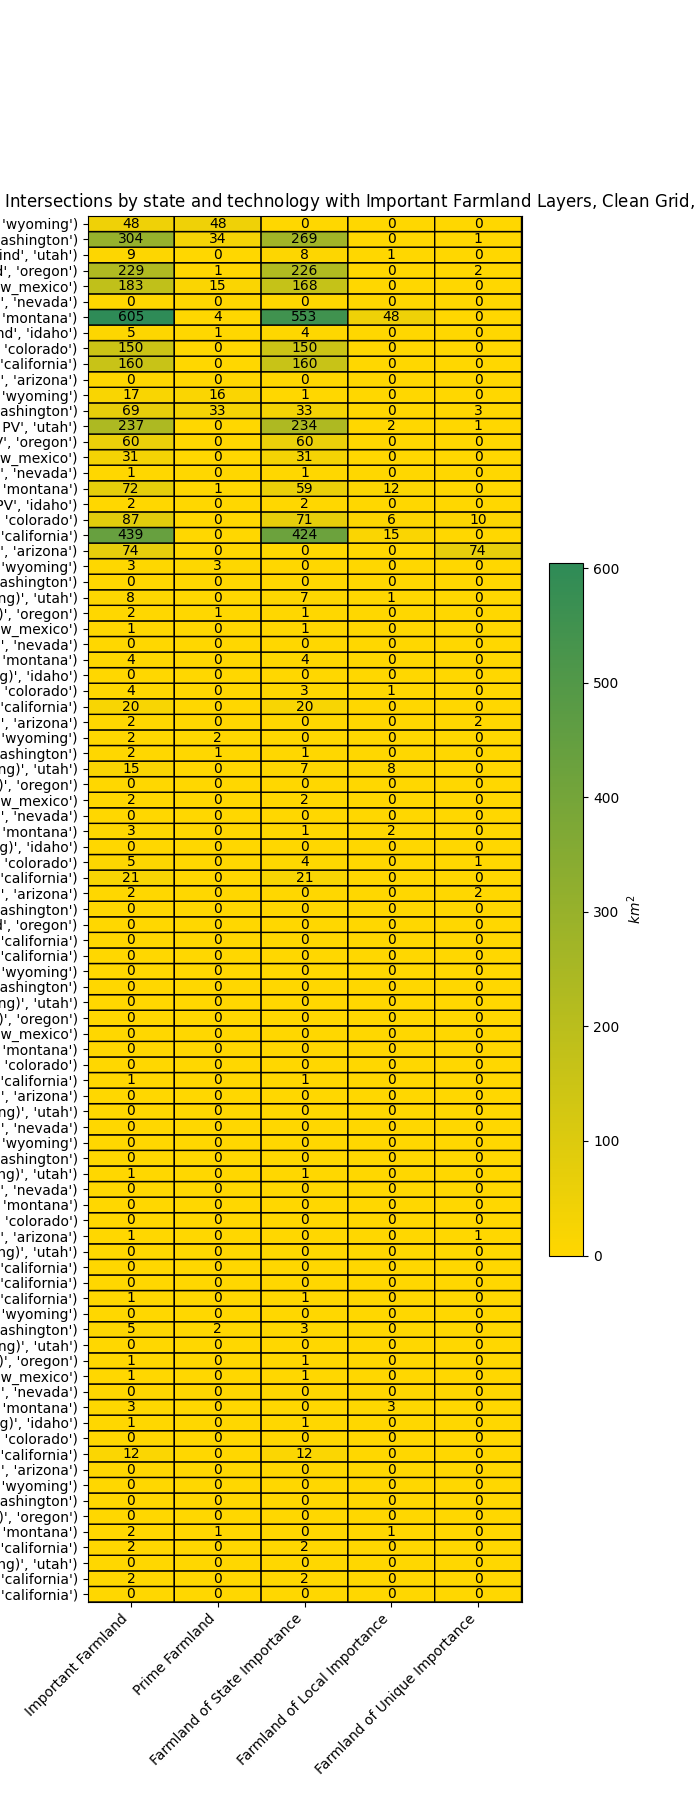 Intersections by state and technology with Important Farmland Layers, Clean Grid,
'wyoming') 48 48 0 0 0
ashington') 304 34 269 0 1
ind', 'utah') 9 0 8 1 0
d', 'oregon') 229 1 226 0 2
w_mexico') 183 15 168 0 0
', 'nevada') 0 0 0 0 0
'montana') 605 4 553 48 0
nd', 'idaho') 5 1 4 0 0
'colorado') 150 0 150 0 0
'california') 160 0 160 0 0
', 'arizona') 0 0 0 0 0
'wyoming') 17 16 1 0 0
ashington') 69 33 33 0 3
PV', 'utah') 237 0 234 2 1
/', 'oregon') 60 0 60 0 0
w_mexico') 31 0 31 0 0
', 'nevada') 1 0 1 0 0
'montana') 72 1 59 12 0
PV', 'idaho') 2 0 2 0 0
'colorado') 87 0 71 6 10
'california') 439 0 424 15 0
', 'arizona') 74 0 0 0 74
'wyoming') 3 3 0 0 0
ashington') 0 0 0 0 0
ng)', 'utah') 8 0 7 1 0
)', 'oregon') 2 1 1 0 0
w_mexico') 1 0 1 0 0
', 'nevada') 0 0 0 0 0
'montana') 4 0 4 0 0
g)', 'idaho') 0 0 0 0 0
'colorado') 4 0 3 1 0
'california') 20 0 20 0 0
', 'arizona') 2 0 0 0 2
'wyoming') 2 2 0 0 0
ashington') 2 1 1 0 0
ng)', 'utah') 15 0 7 8 0
)', 'oregon') 0 0 0 0 0
w_mexico') 2 0 2 0 0
', 'nevada') 0 0 0 0 0
'montana') 3 0 1 2 0
g)', 'idaho') 0 0 0 0 0
'colorado') 5 0 4 0 1
'california') 21 0 21 0 0
', 'arizona') 2 0 0 0 2
ashington') 0 0 0 0 0
d', 'oregon') 0 0 0 0 0
'california') 0 0 0 0 0
'california') 0 0 0 0 0
'wyoming') 0 0 0 0 0
ashington') 0 0 0 0 0
ng)', 'utah') 0 0 0 0 0
)', 'oregon') 0 0 0 0 0
w_mexico') 0 0 0 0 0
'montana') 0 0 0 0 0
'colorado') 0 0 0 0 0
'california') 1 0 1 0 0
', 'arizona') 0 0 0 0 0
ng)', 'utah') 0 0 0 0 0
', 'nevada') 0 0 0 0 0
'wyoming') 0 0 0 0 0
ashington') 0 0 0 0 0
ng)', 'utah') 1 0 1 0 0
', 'nevada') 0 0 0 0 0
'montana') 0 0 0 0 0
'colorado') 0 0 0 0 0
', 'arizona') 1 0 0 0 1
ng)', 'utah') 0 0 0 0 0
'california') 0 0 0 0 0
'california') 0 0 0 0 0
'california') 1 0 1 0 0
'wyoming') 0 0 0 0 0
ashington') 5 2 3 0 0
ng)', 'utah') 0 0 0 0 0
)', 'oregon') 1 0 1 0 0
w_mexico') 1 0 1 0 0
', 'nevada') 0 0 0 0 0
'montana') 3 0 0 3 0
g)', 'idaho') 1 0 1 0 0
'colorado') 0 0 0 0 0
'california') 12 0 12 0 0
', 'arizona') 0 0 0 0 0
'wyoming') 0 0 0 0 0
ashington') 0 0 0 0 0
)', 'oregon') 0 0 0 0 0
'montana') 2 1 0 1 0
'california') 2 0 2 0 0
ng)', 'utah') 0 0 0 0 0
'california') 2 0 2 0 0
'california') 0 0 0 0 0
Important Farmland
Prime Farmland
Farmland of State Importance
Farmland of Local Importance
Farmland of Unique Importance
600
500
400
300
200
100
0
km²